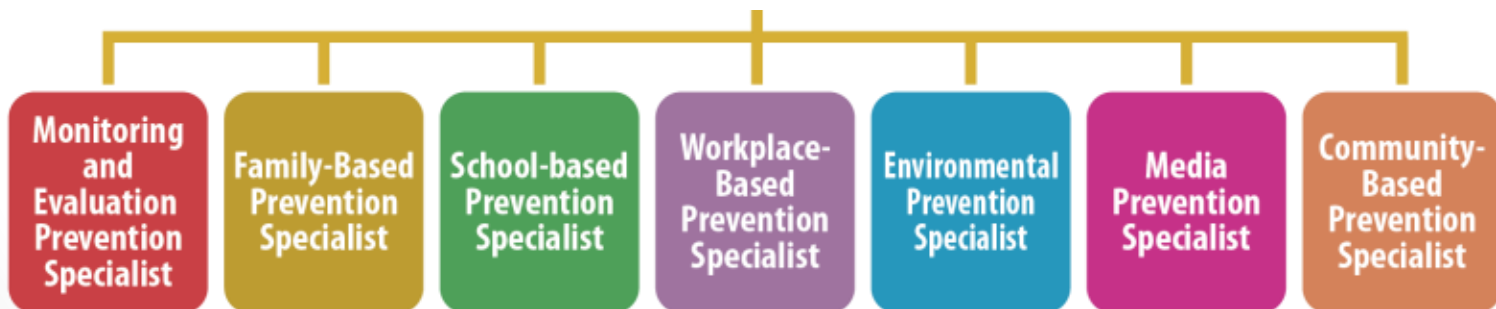 Monitoring
and
Evaluation
Prevention
Specialist
Family-Based
Prevention
Specialist
School-based
Prevention
Specialist
Workplace-
Based
Prevention
Specialist
Environmental
Prevention
Specialist
Media
Prevention
Specialist
Community-
Based
Prevention
Specialist